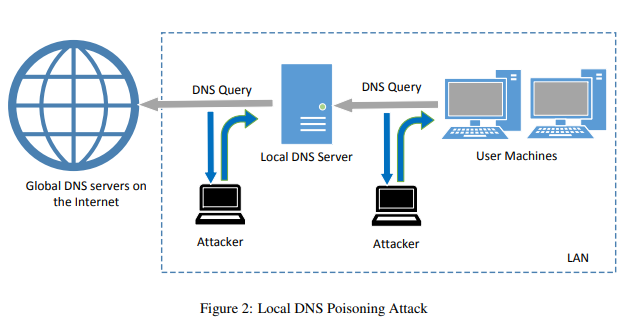 DNS Query
DNS Query
Local DNS Server
User Machines
Global DNS servers on
the Internet
Attacker
Attacker
LAN
Figure 2: Local DNS Poisoning Attack